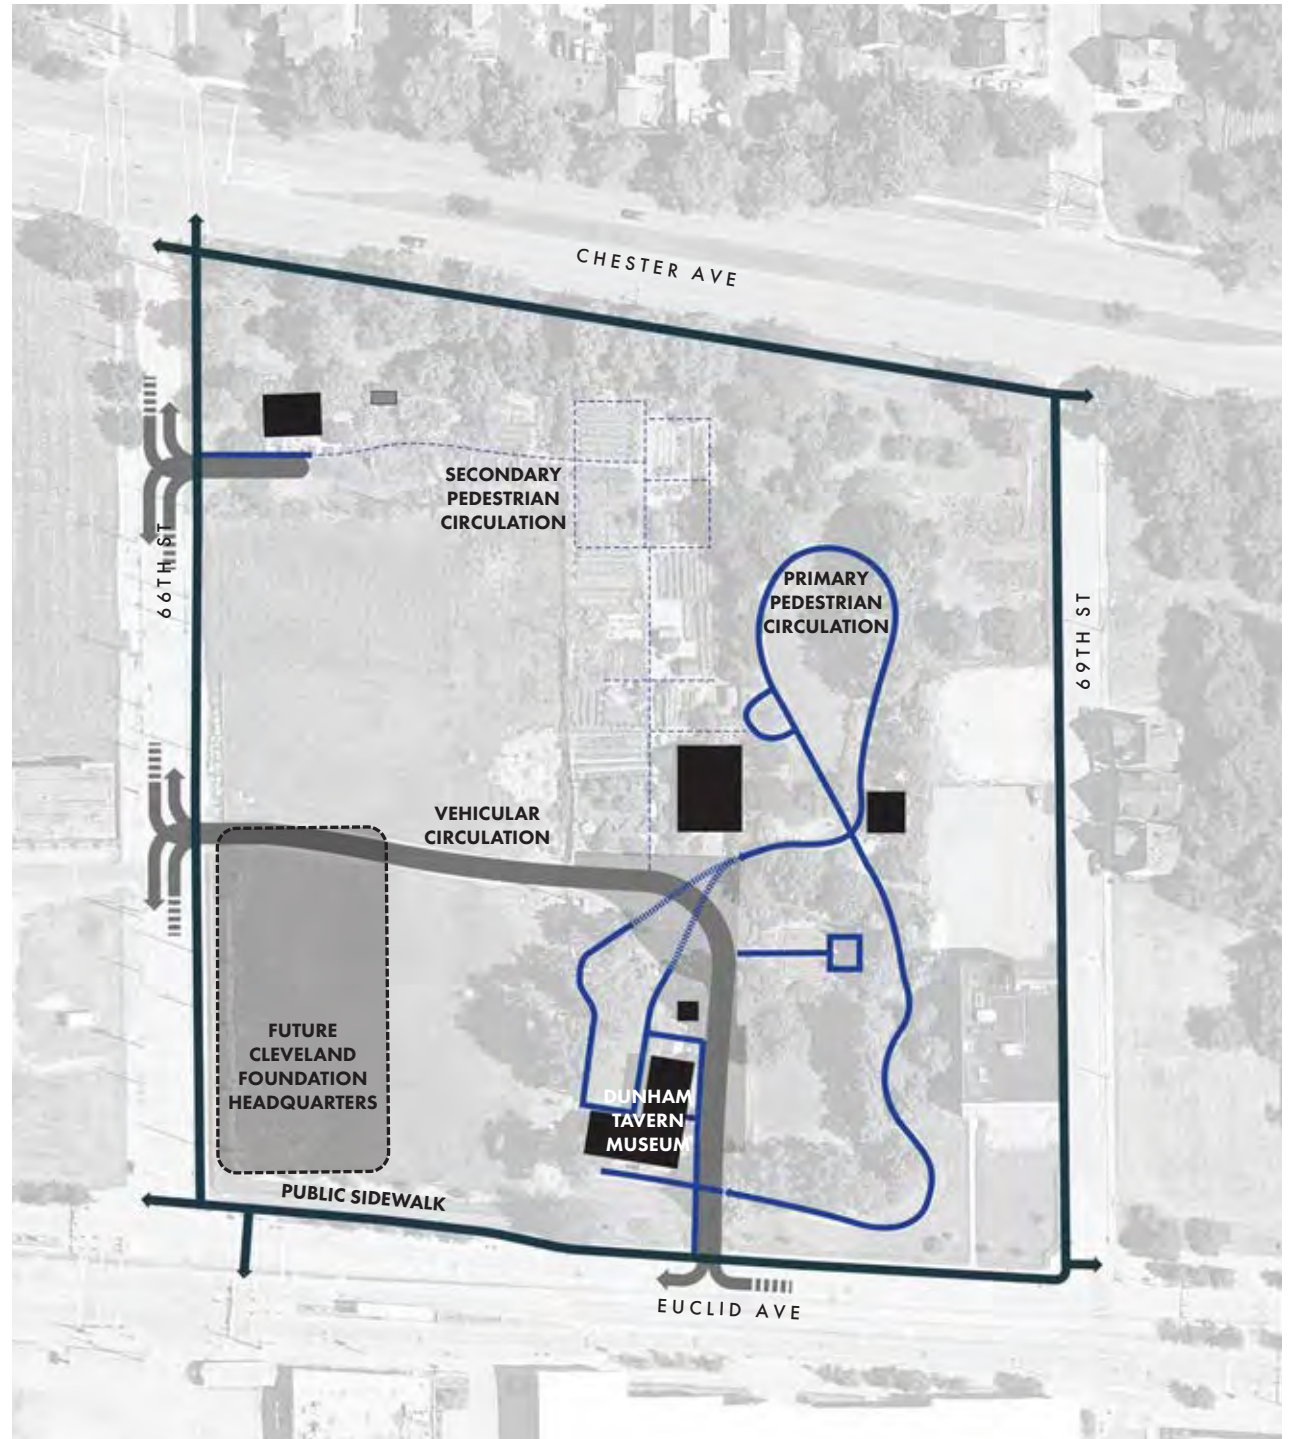 CHESTER AVE
SECONDARY
PEDESTRIAN
CIRCULATION
66TH ST
PRIMARY
PEDESTRIAN
CIRCULATION
69TH ST
VEHICULAR
CIRCULATION
FUTURE
CLEVELAND
FOUNDATION
HEADQUARTERS
DUNHAM
TAVERN
MUSEUM
PUBLIC SIDEWALK
EUCLID AVE